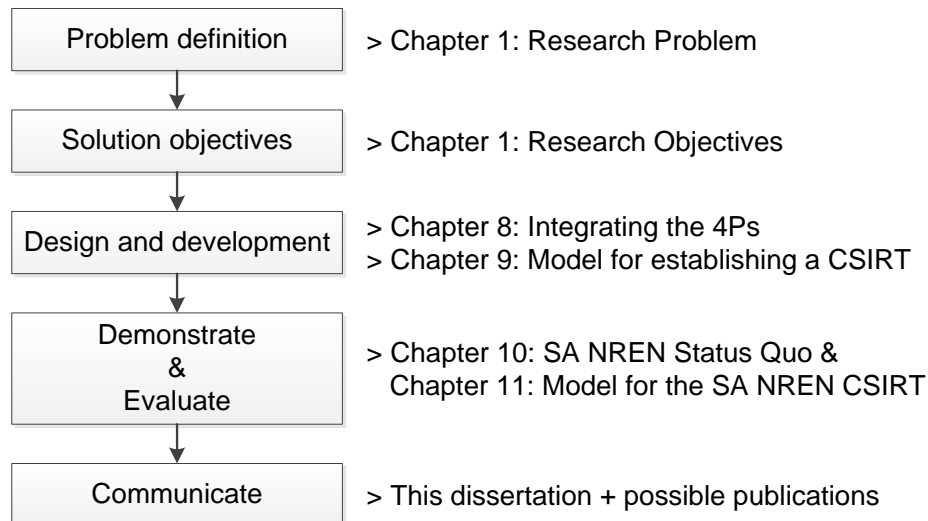 Problem definition
> Chapter 1: Research Problem
Solution objectives
> Chapter 1: Research Objectives
Design and development
> Chapter 8: Integrating the 4Ps
> Chapter 9: Model for establishing a CSIRT
Demonstrate
&
Evaluate
> Chapter 10: SA NREN Status Quo &
Chapter 11: Model for the SA NREN CSIRT
Communicate
> This dissertation + possible publications